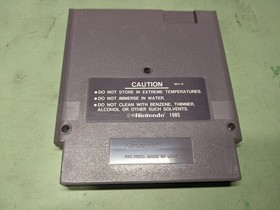 CAUTION
• DO NOT STORE IN EXTREME TEMPERATURES.
• DO NOT IMMERSE IN WATER.
• DO NOT CLEAN WITH BENZENE, THINNER,
ALCOHOL OR OTHER SUCH SOLVENTS.
©Nintendo 1985